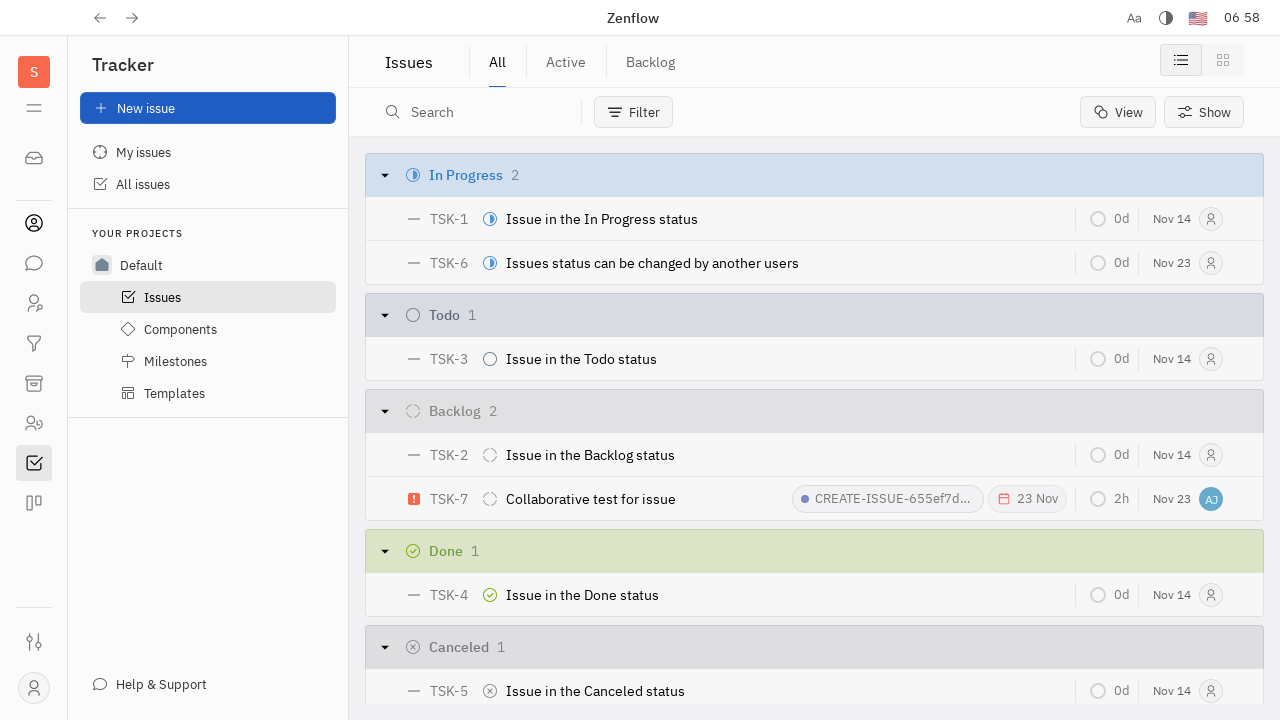 Zenflow
Aa
06 58
S
Tracker
New issue
My issues
All issues
YOUR PROJECTS
Default
Issues
Components
Milestones
Templates
Help & Support
Issues
All
Active
Backlog
Search
Filter
View
Show
In Progress 2
TSK-1 Issue in the In Progress status 0d Nov 14
TSK-6 Issues status can be changed by another users 0d Nov 23
Todo 1
TSK-3 Issue in the Todo status 0d Nov 14
Backlog 2
TSK-2 Issue in the Backlog status 0d Nov 14
TSK-7 Collaborative test for issue CREATE-ISSUE-655ef7d... 23 Nov 2h Nov 23 AJ
Done 1
TSK-4 Issue in the Done status 0d Nov 14
Canceled 1
TSK-5 Issue in the Canceled status 0d Nov 14